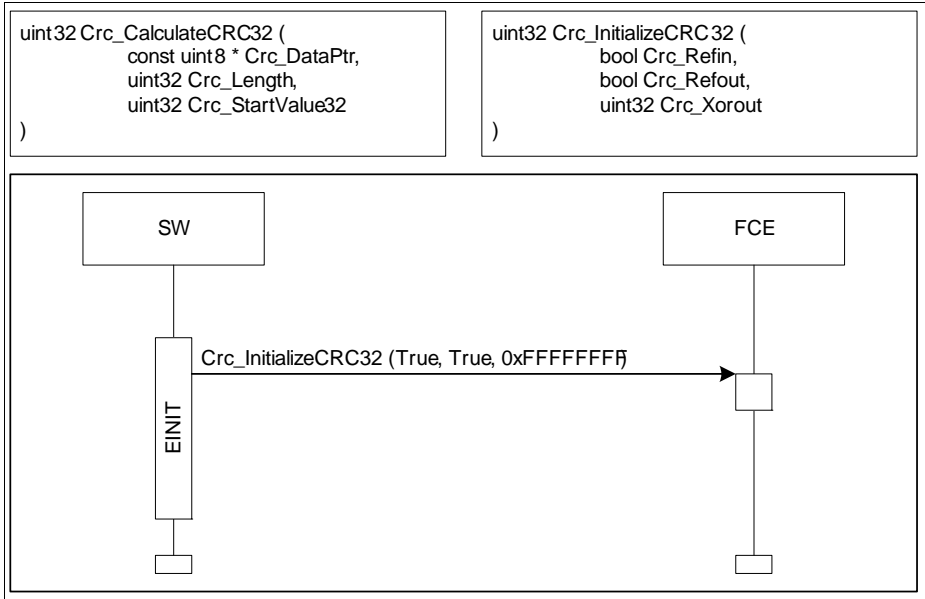 uint32 Crc_CalculateCRC32 (
const uint8 * Crc_DataPtr,
uint32 Crc_Length,
uint32 Crc_StartValue32
)
uint32 Crc_InitializeCRC32 (
bool Crc_Refin,
bool Crc_Refout,
uint32 Crc_Xorout
)
SW
FCE
Crc_InitializeCRC32 (True, True, 0xFFFFFFFF)
EINIT